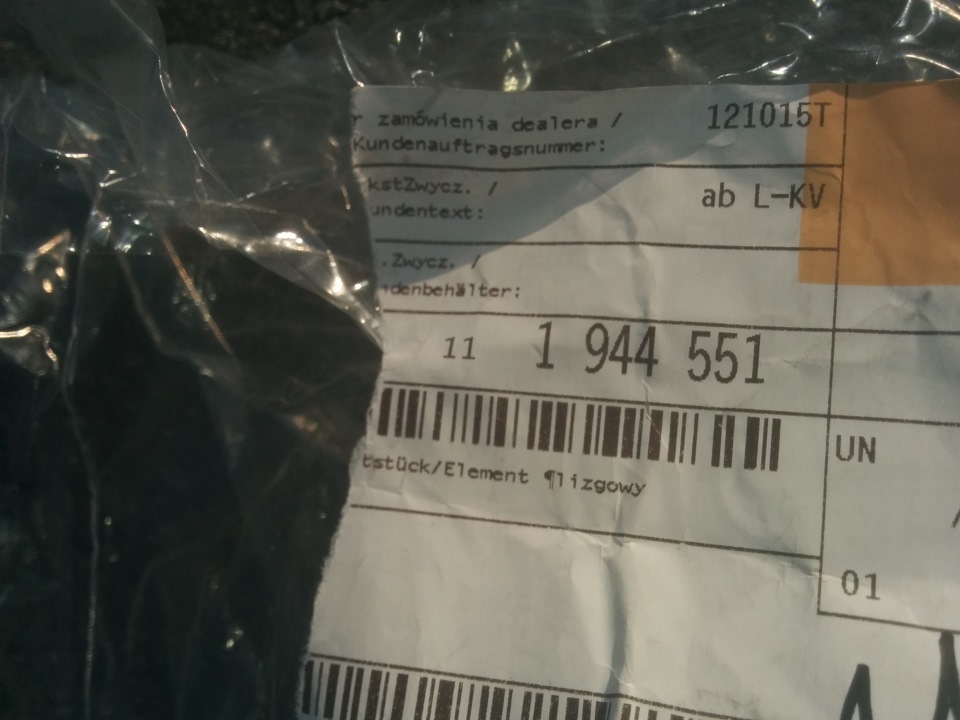 r zamówienia dealera / 121015T
Kundenauftragsnummer:
kstZwycz. / ab L-KV
undentext:
.Zwycz. /
denbehälter:
11 1 944 551
UN
tstück/Element ¶lizgowy
01